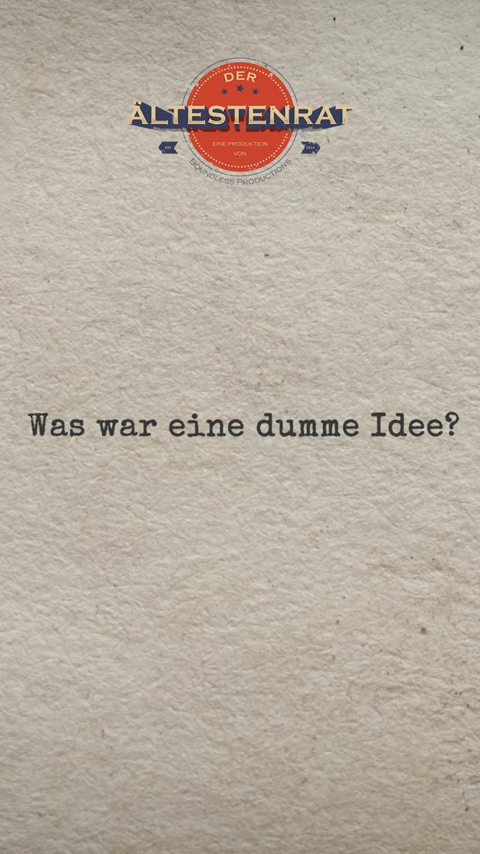 DER
ÄLTESTENRAT
EINE PRODUKTION
VON
BOUNDLESS PRODUCTIONS
Was war eine dumme Idee?